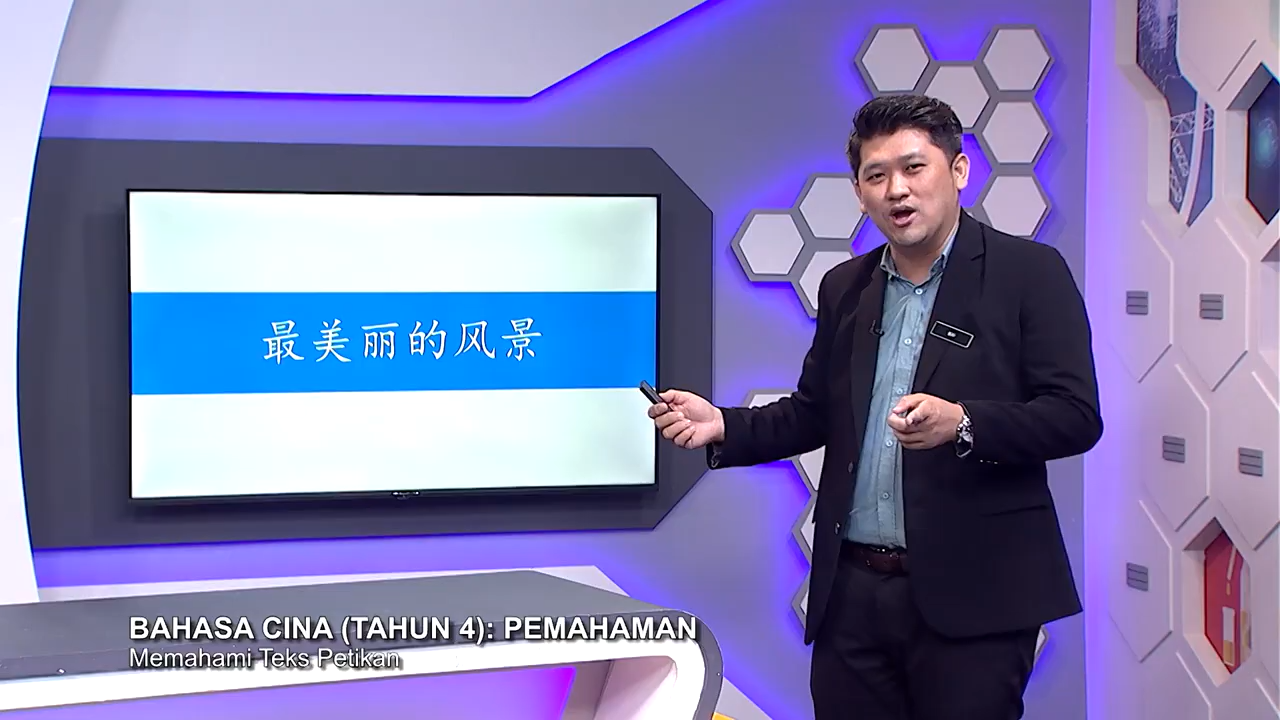 最美丽的风景
BAHASA CINA (TAHUN 4): PEMAHAMAN
Memahami Teks Petikan